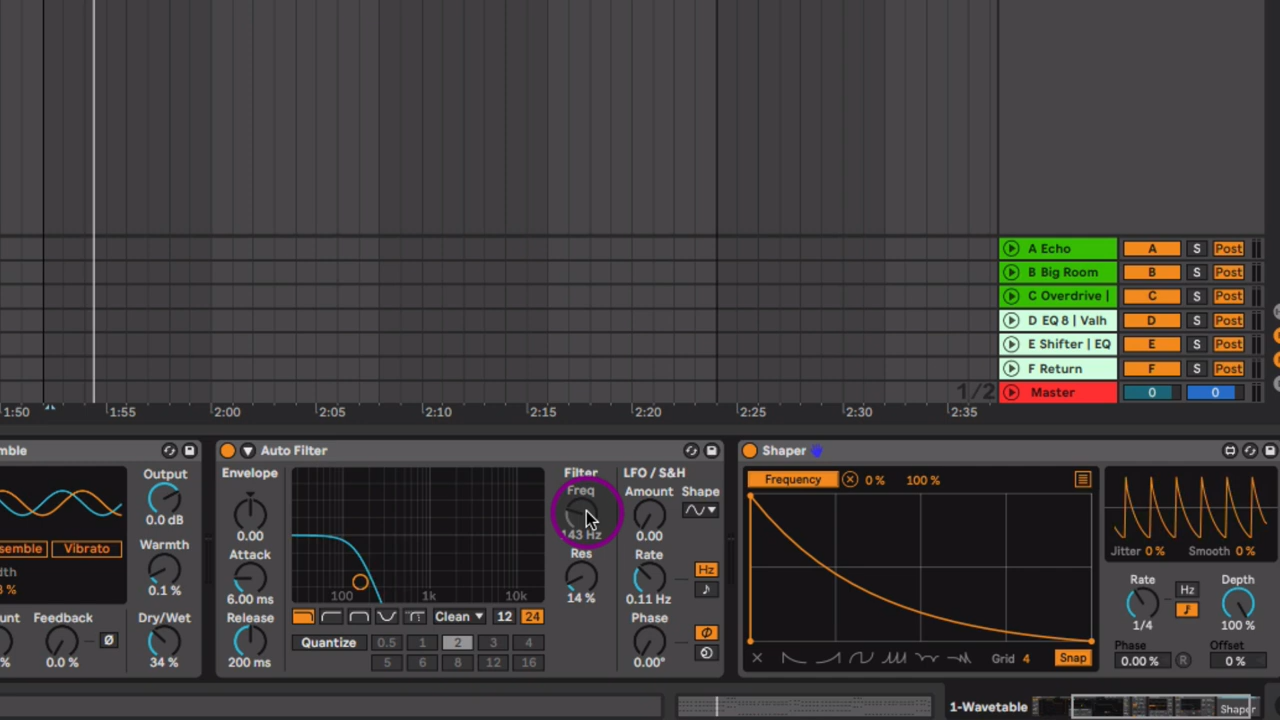 A Echo A S Post
B Big Room B S Post
C Overdrive | C S Post
D EQ 8 | Valh D S Post
E Shifter | EQ E S Post
F Return F S Post
1/2 Master 0 0
1:50 1:55 2:00 2:05 2:10 2:15 2:20 2:25 2:30 2:35
mble
Output
0.0 dB
semble Vibrato
Warmth
0.1 %
dth
8 %
unt Feedback Dry/Wet
% 0.0 % Ø 34 %
Auto Filter
Envelope
0.00
Attack
6.00 ms
Release
200 ms
100 1k 10k
Clean 12 24
Quantize 0.5 1 2 3 4
5 6 8 12 16
Filter
Freq
143 Hz
Res
14 %
LFO / S&H
Amount Shape
0.00
Rate Hz
0.11 Hz
Phase
0.00°
Shaper
Frequency 0 % 100 %
Grid 4 Snap
Jitter 0 % Smooth 0 %
Rate Hz Depth
1/4 100 %
Phase Offset
0.00 % R 0 %
1-Wavetable Shaper